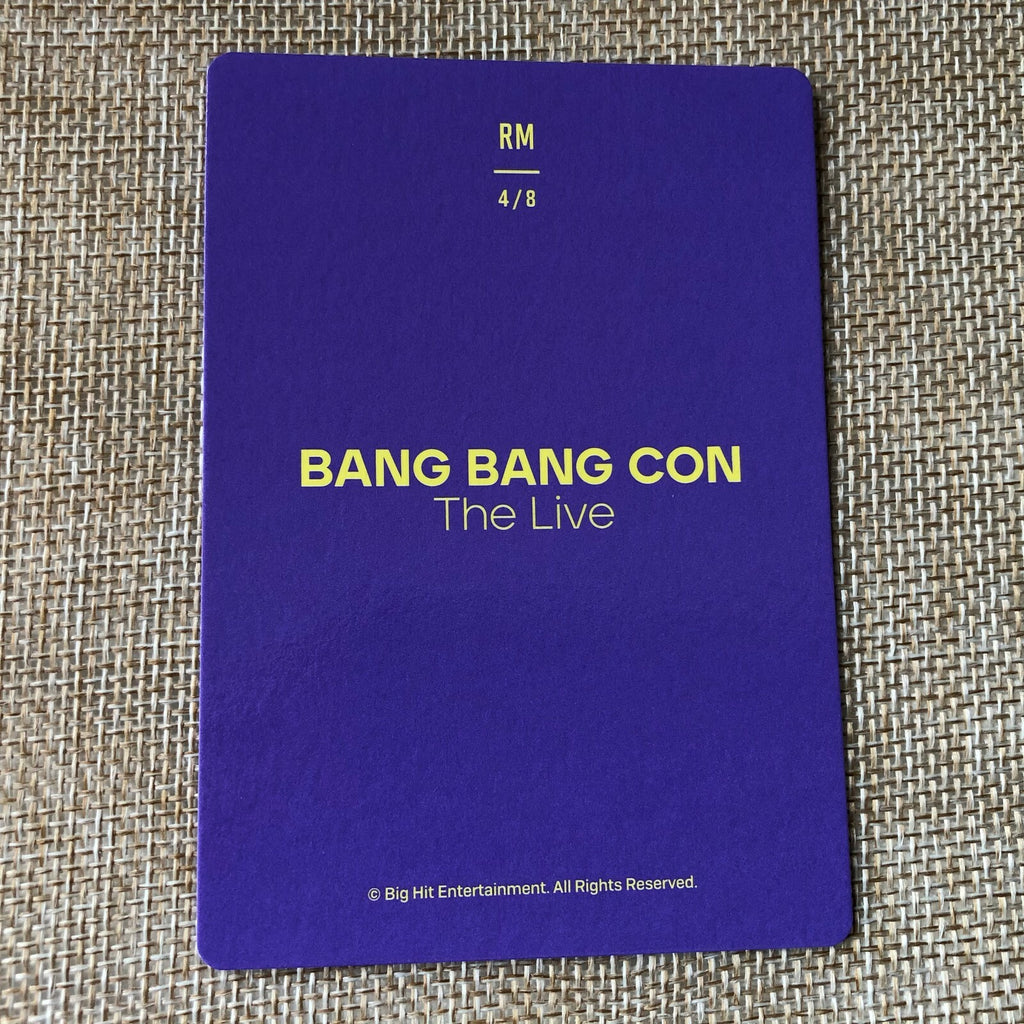 RM
4/8
BANG BANG CON
The Live
© Big Hit Entertainment. All Rights Reserved.